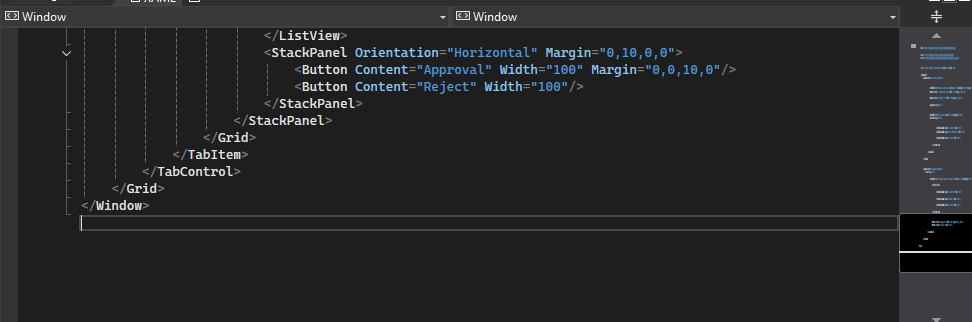 XAML
Window Window
</ListView>
<StackPanel Orientation="Horizontal" Margin="0,10,0,0">
<Button Content="Approval" Width="100" Margin="0,0,10,0"/>
<Button Content="Reject" Width="100"/>
</StackPanel>
</StackPanel>
</Grid>
</TabItem>
</TabControl>
</Grid>
</Window>